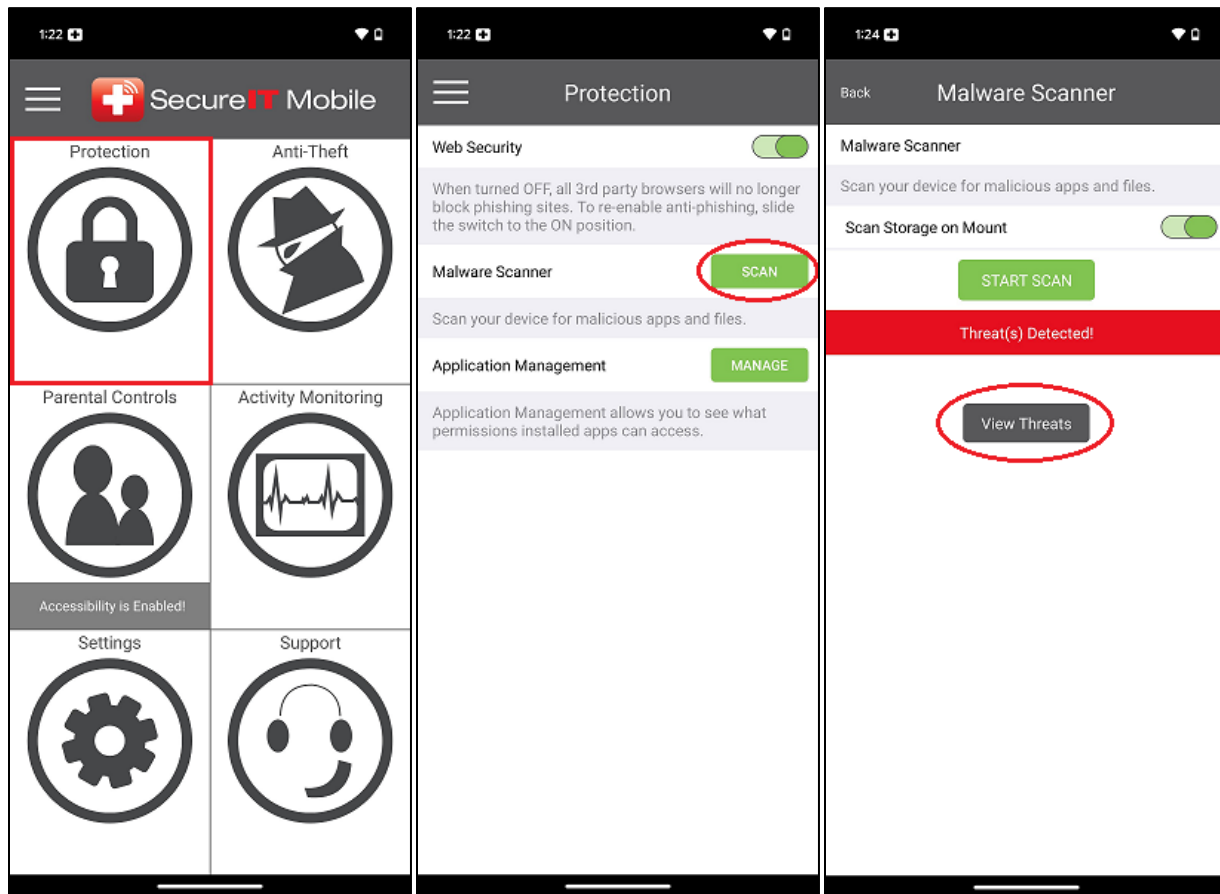 1:22
SecureIT Mobile
Protection
Anti-Theft
Parental Controls
Activity Monitoring
Accessibility is Enabled!
Settings
Support
1:22
Protection
Web Security
When turned OFF, all 3rd party browsers will no longer
block phishing sites. To re-enable anti-phishing, slide
the switch to the ON position.
Malware Scanner
SCAN
Scan your device for malicious apps and files.
Application Management
MANAGE
Application Management allows you to see what
permissions installed apps can access.
1:24
Back
Malware Scanner
Malware Scanner
Scan your device for malicious apps and files.
Scan Storage on Mount
START SCAN
Threat(s) Detected!
View Threats